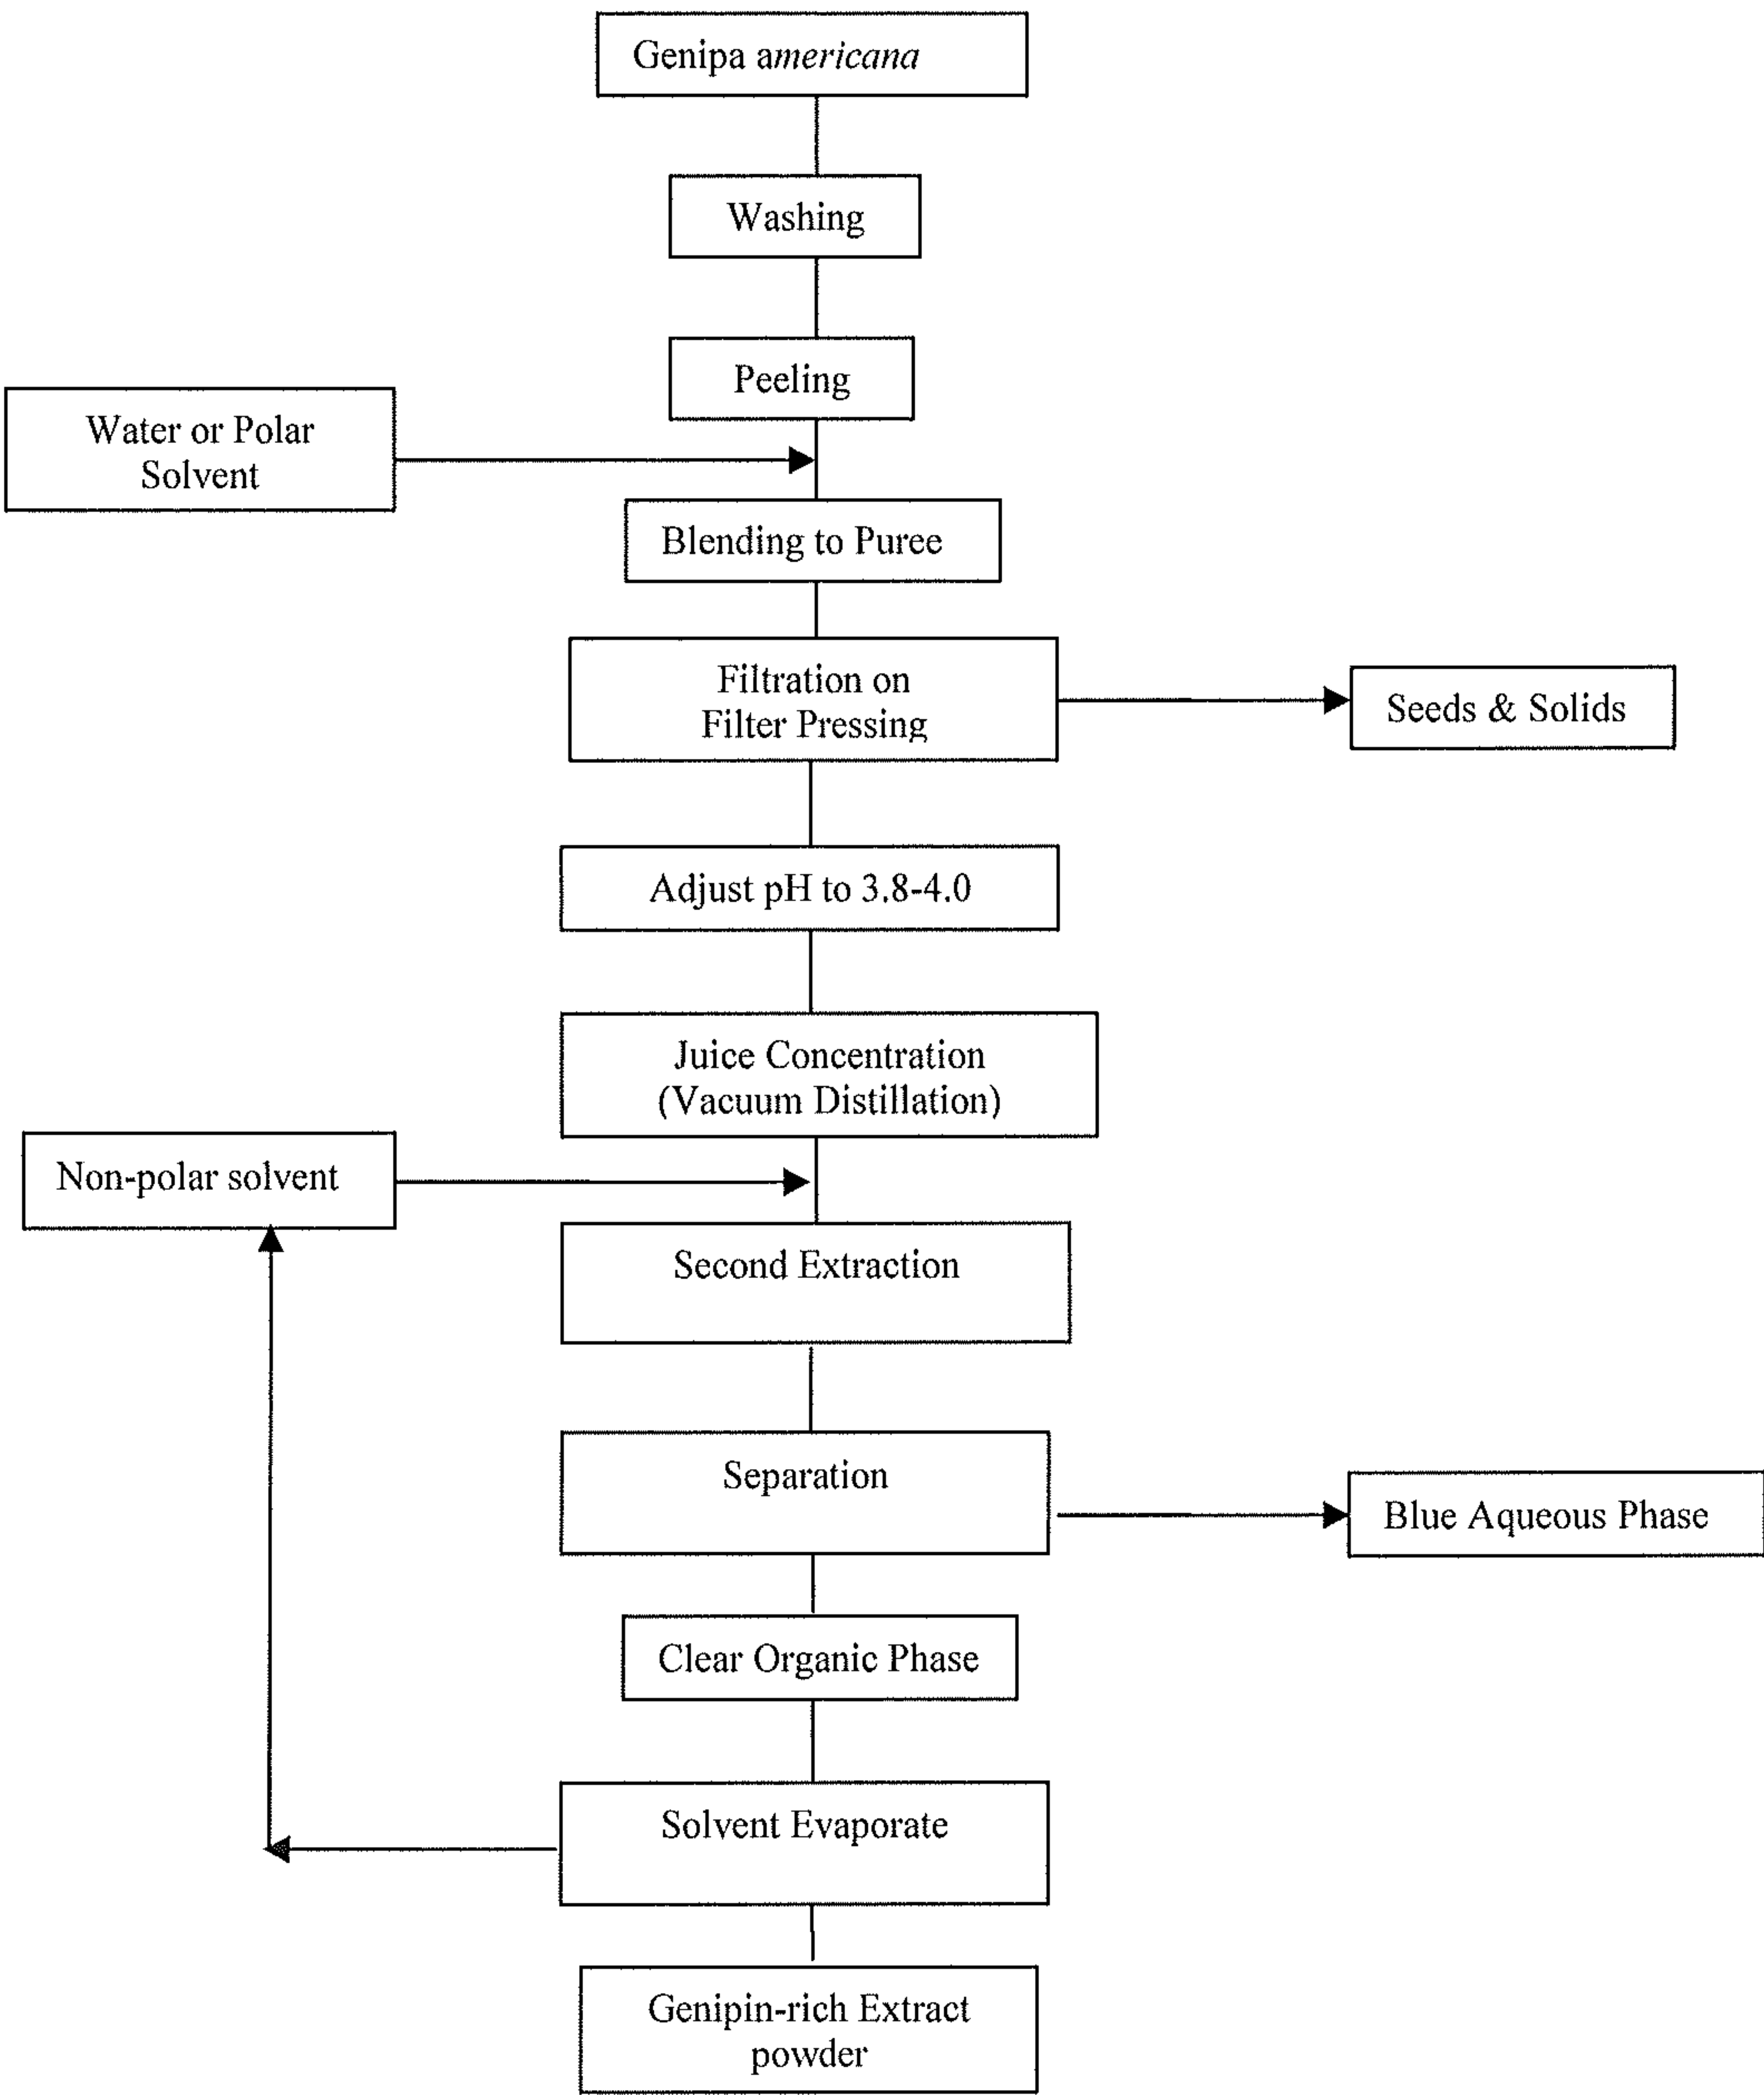 Genipa americana
Washing
Peeling
Water or Polar
Solvent
Blending to Puree
Filtration on
Filter Pressing
Seeds & Solids
Adjust pH to 3.8-4.0
Juice Concentration
(Vacuum Distillation)
Non-polar solvent
Second Extraction
Separation
Blue Aqueous Phase
Clear Organic Phase
Solvent Evaporate
Genipin-rich Extract
powder